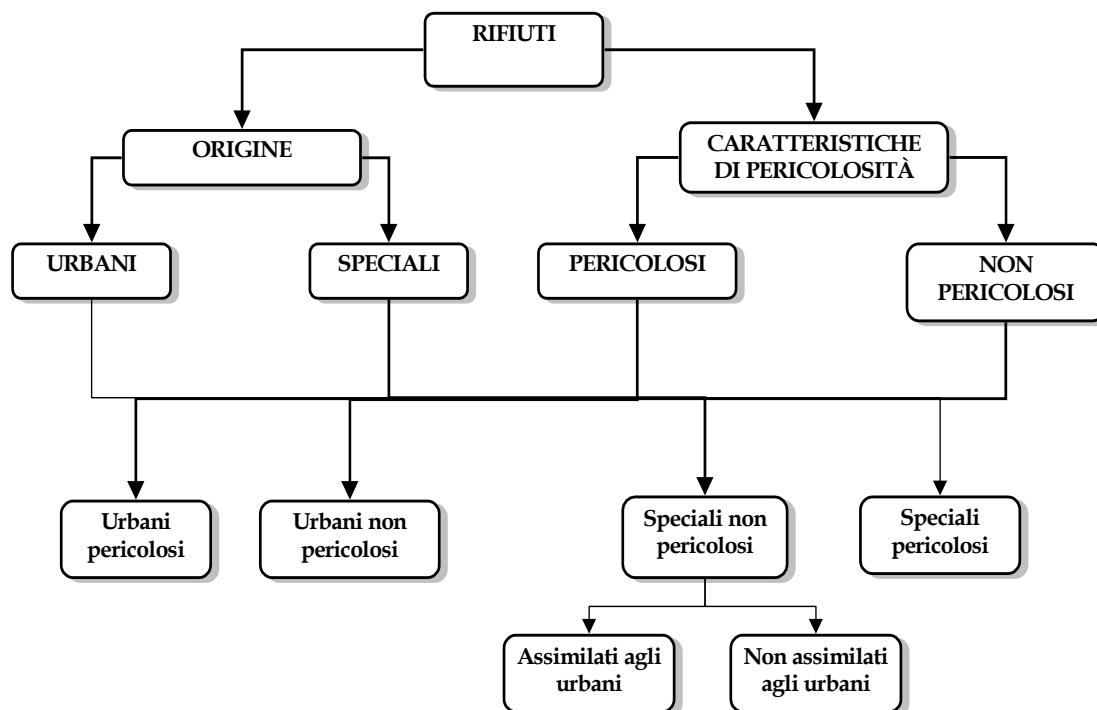 RIFIUTI
ORIGINE
CARATTERISTICHE
DI PERICOLOSITÀ
URBANI
SPECIALI
PERICOLOSI
NON
PERICOLOSI
Urbani
pericolosi
Urbani non
pericolosi
Speciali non
pericolosi
Speciali
pericolosi
Assimilati agli
urbani
Non assimilati
agli urbani